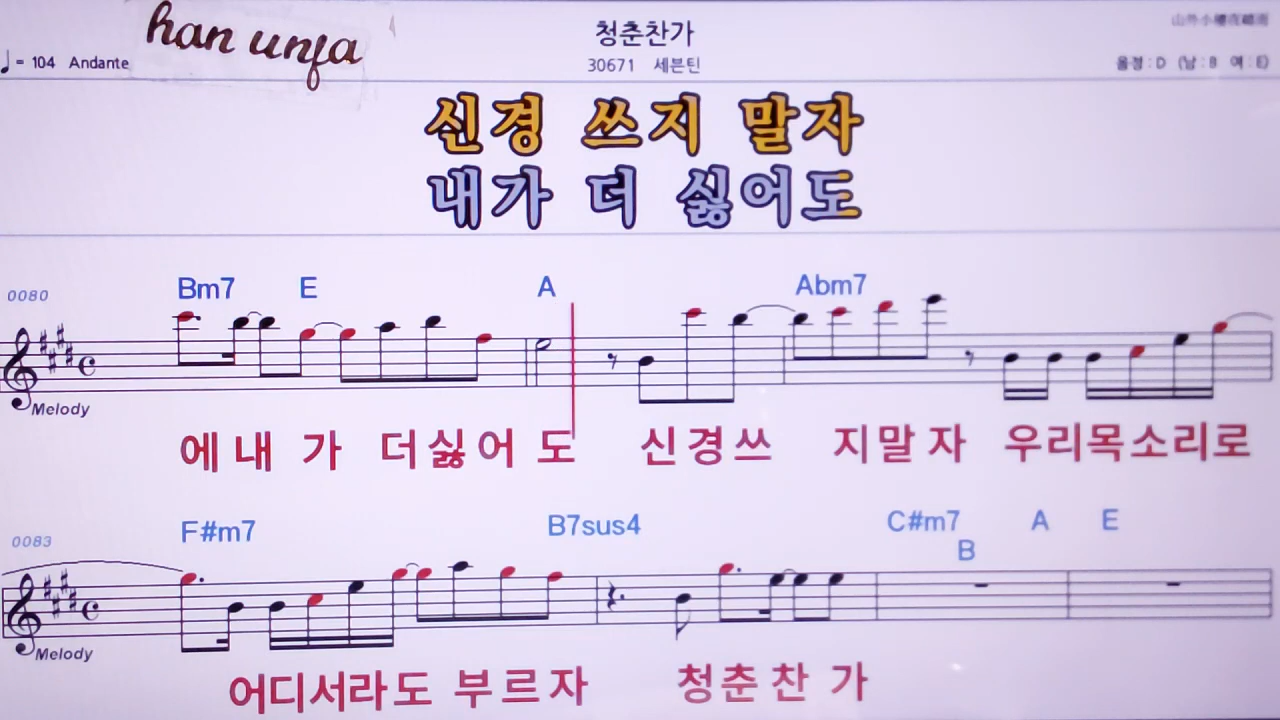 han unfa
청춘찬가
♩= 104 Andante
30671 세븐틴
음정 : D (남 : B 여 : E)
신경 쓰지 말자
내가 더 싫어도
0080
Bm7 E A Abm7
Melody
에 내 가 더 싫어 도 신경쓰 지말자 우리목소리로
0083
F#m7 B7sus4 C#m7 A E
B
Melody
어디서라도 부르자 청춘찬 가